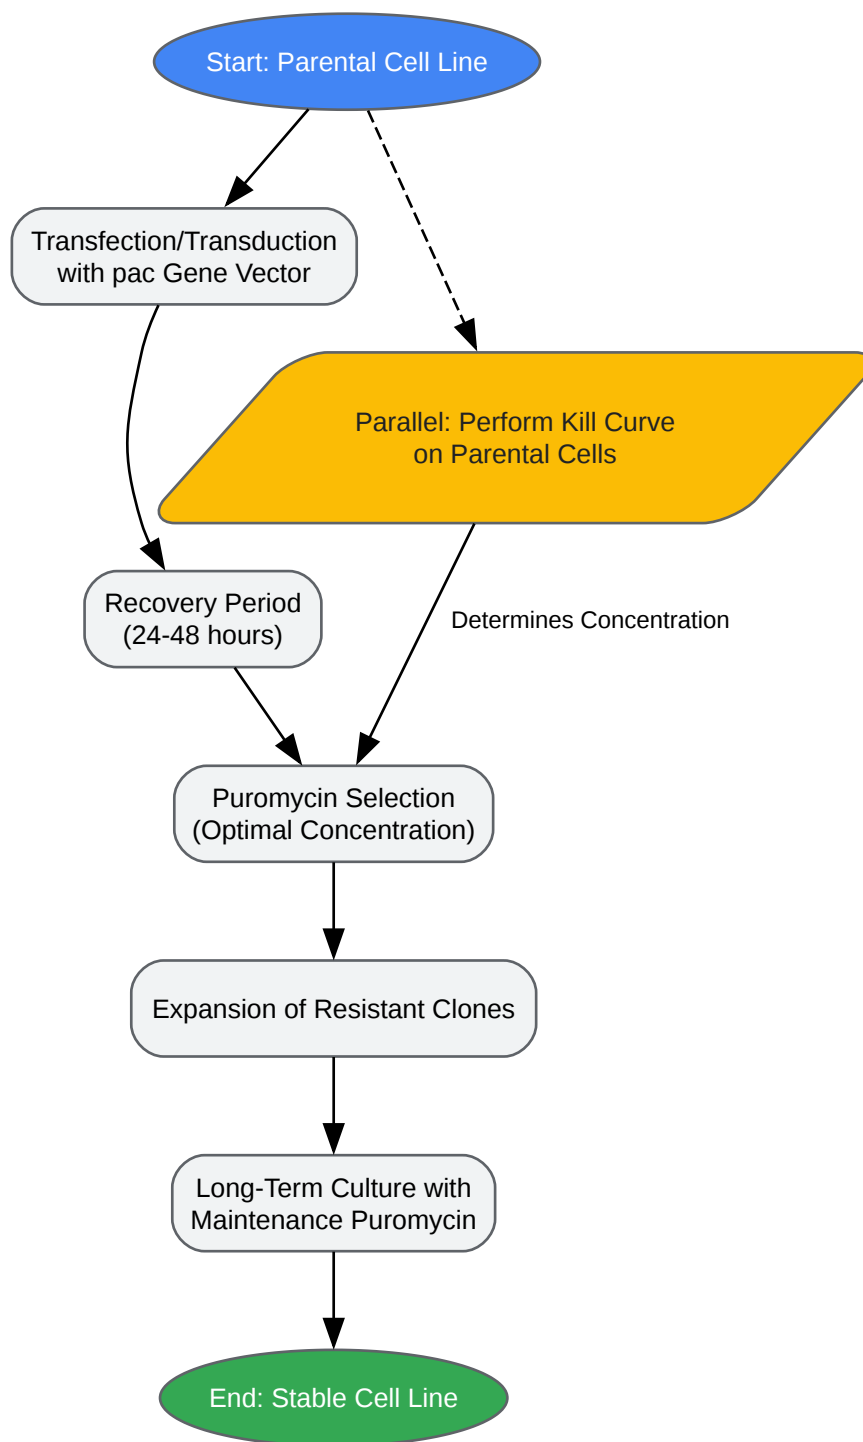 Start: Parental Cell Line
Transfection/Transduction
with pac Gene Vector
Parallel: Perform Kill Curve
on Parental Cells
Recovery Period
(24-48 hours)
Determines Concentration
Puromycin Selection
(Optimal Concentration)
Expansion of Resistant Clones
Long-Term Culture with
Maintenance Puromycin
End: Stable Cell Line